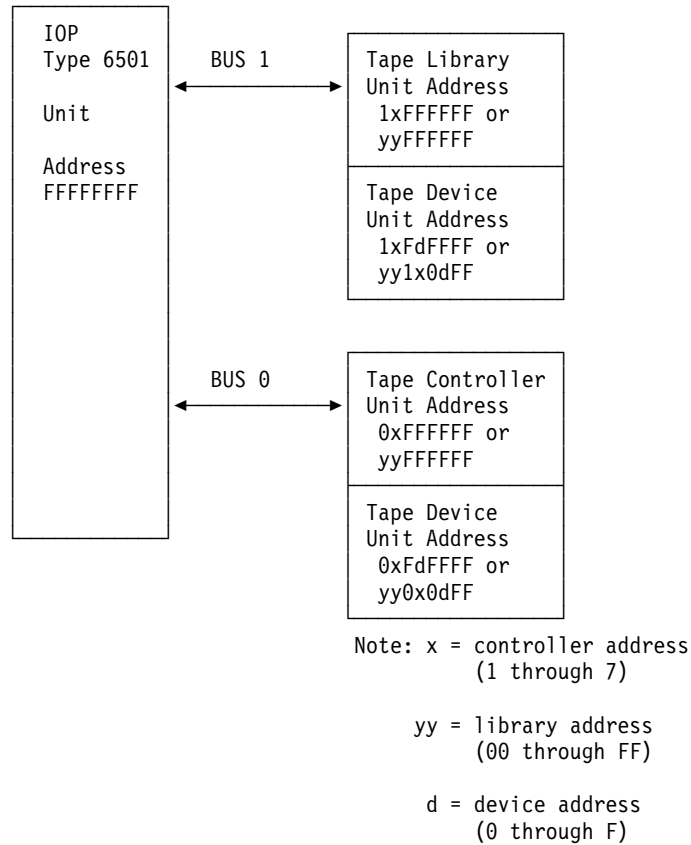 IOP
Type 6501
Unit
Address
FFFFFFFF
BUS 1
Tape Library
Unit Address
1xFFFFFF or
yyFFFFFF
Tape Device
Unit Address
1xFdFFFF or
yy1x0dFF
BUS 0
Tape Controller
Unit Address
0xFFFFFF or
yyFFFFFF
Tape Device
Unit Address
0xFdFFFF or
yy0x0dFF
Note: x = controller address
(1 through 7)
yy = library address
(00 through FF)
d = device address
(0 through F)